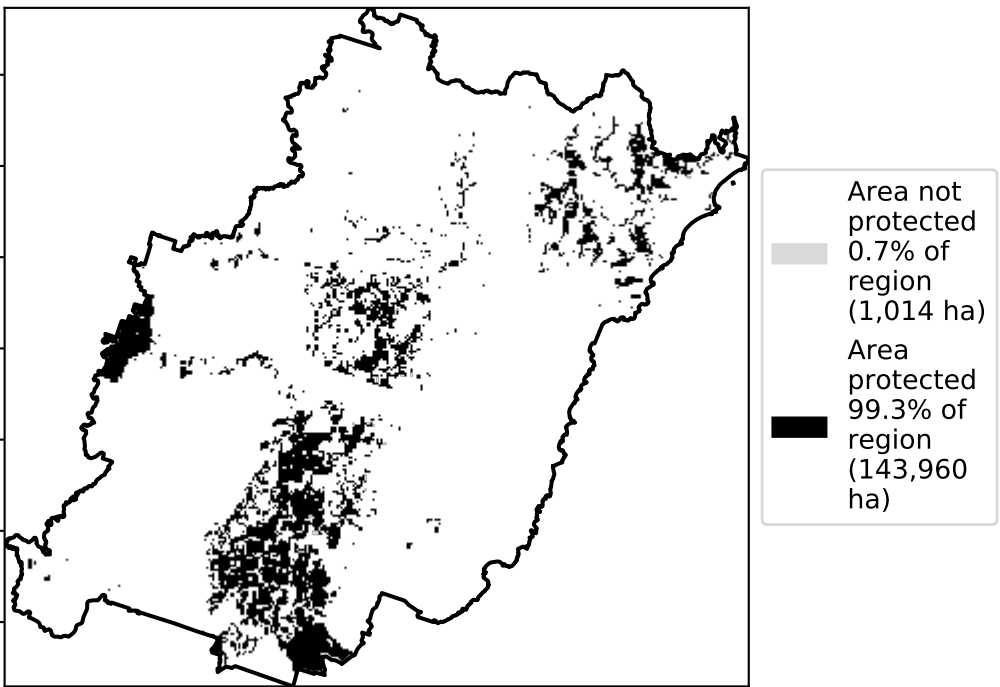 Area not
protected
0.7% of
region
(1,014 ha)
Area
protected
99.3% of
region
(143,960
ha)